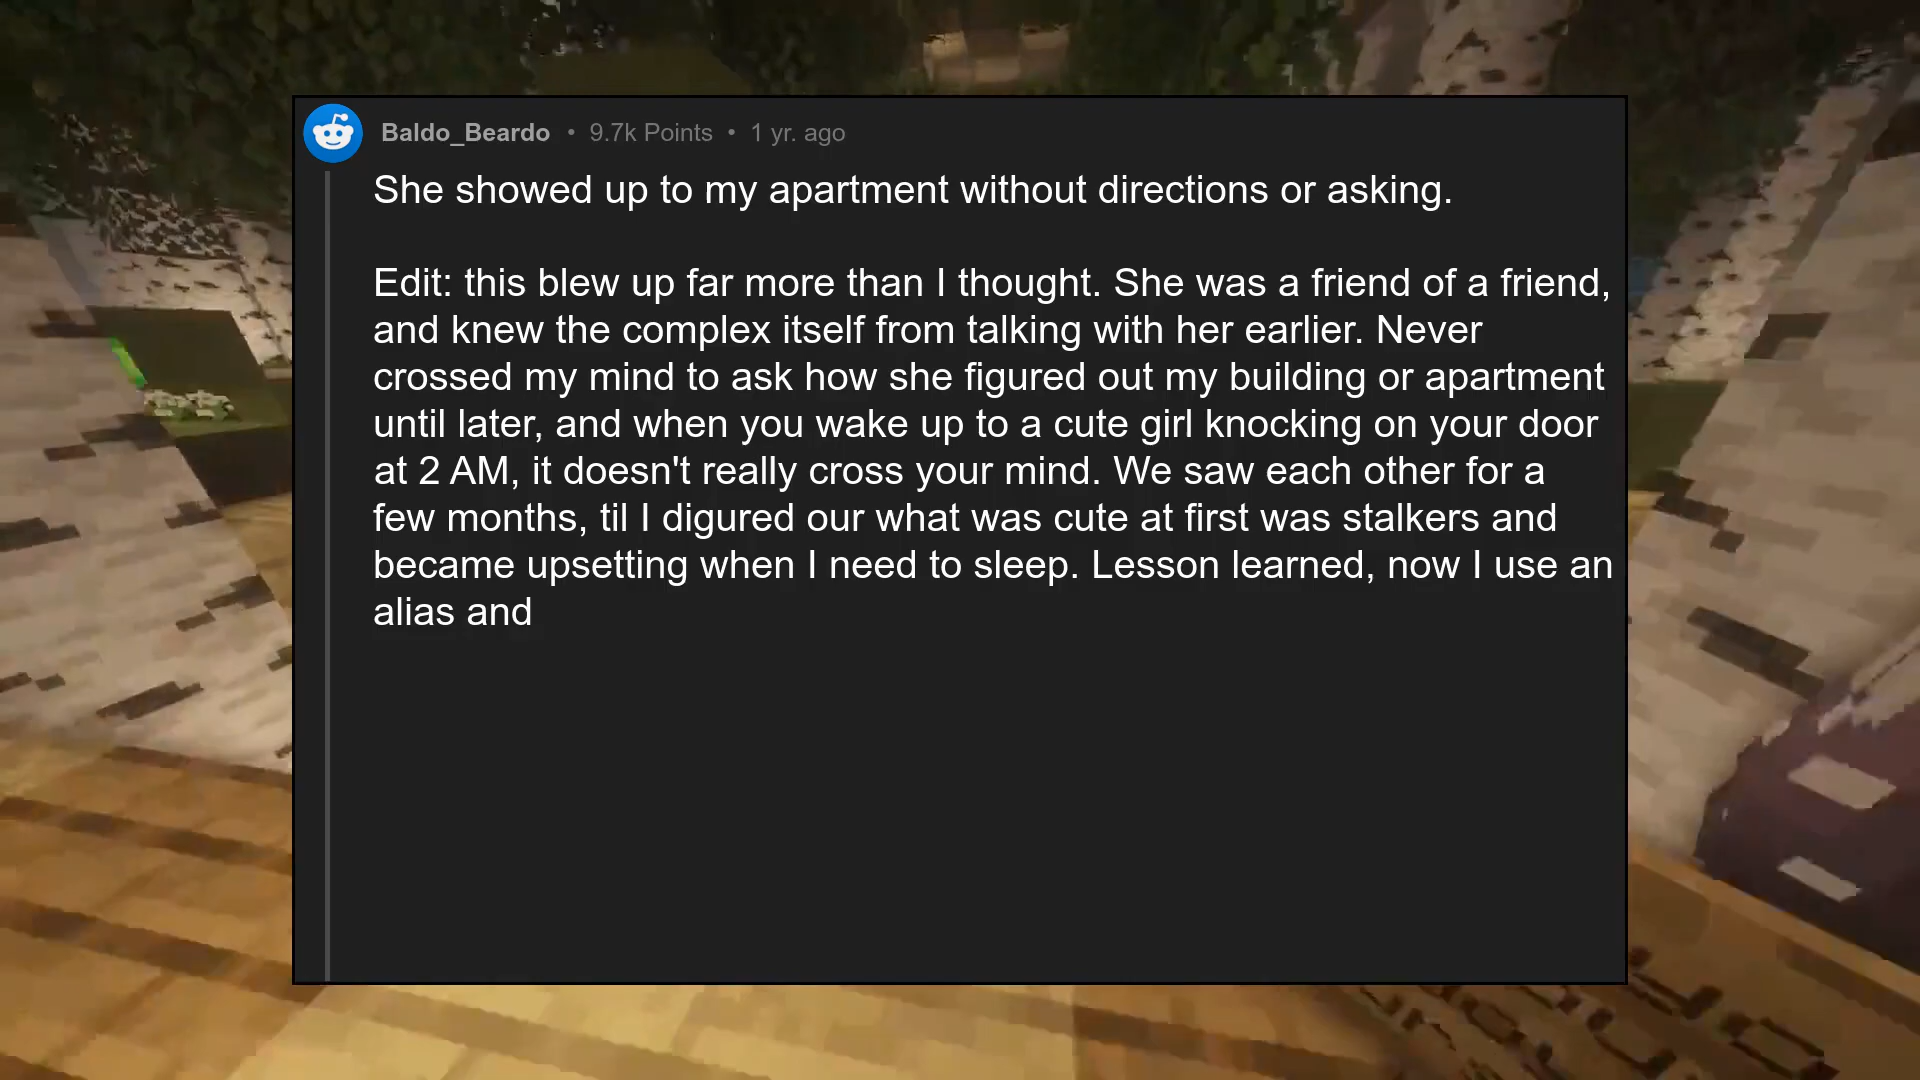 Baldo_Beardo • 9.7k Points • 1 yr. ago
She showed up to my apartment without directions or asking.
Edit: this blew up far more than I thought. She was a friend of a friend,
and knew the complex itself from talking with her earlier. Never
crossed my mind to ask how she figured out my building or apartment
until later, and when you wake up to a cute girl knocking on your door
at 2 AM, it doesn't really cross your mind. We saw each other for a
few months, til I digured our what was cute at first was stalkers and
became upsetting when I need to sleep. Lesson learned, now I use an
alias and